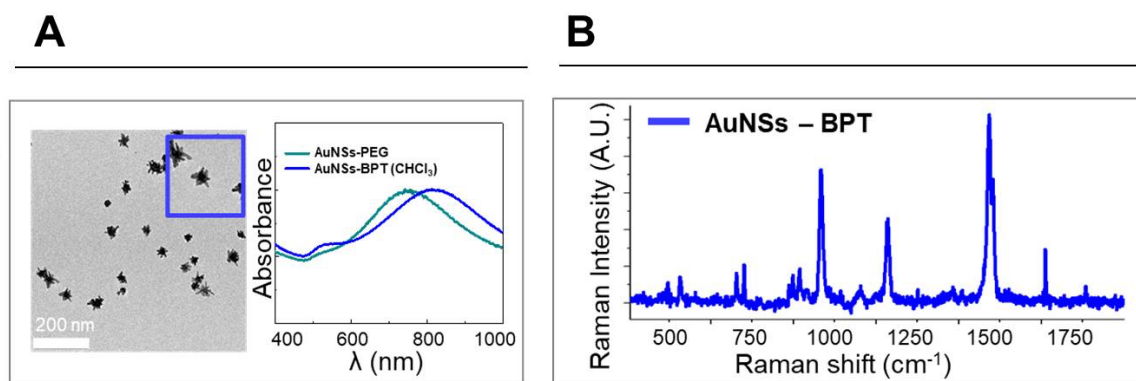 A
B
200 nm
Absorbance
AuNSs-PEG
AuNSs-BPT (CHCl₃)
400 600 800 1000
λ (nm)
Raman Intensity (A.U.)
AuNSs – BPT
500 750 1000 1250 1500 1750
Raman shift (cm⁻¹)